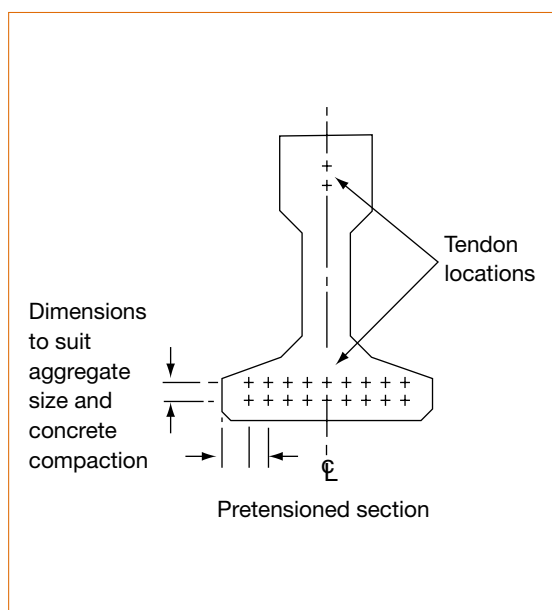 Tendon
locations
Dimensions
to suit
aggregate
size and
concrete
compaction
℄
Pretensioned section